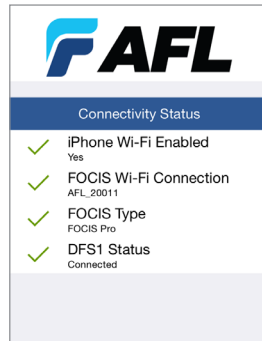 AFL
Connectivity Status
iPhone Wi-Fi Enabled
Yes
FOCIS Wi-Fi Connection
AFL_20011
FOCIS Type
FOCIS Pro
DFS1 Status
Connected